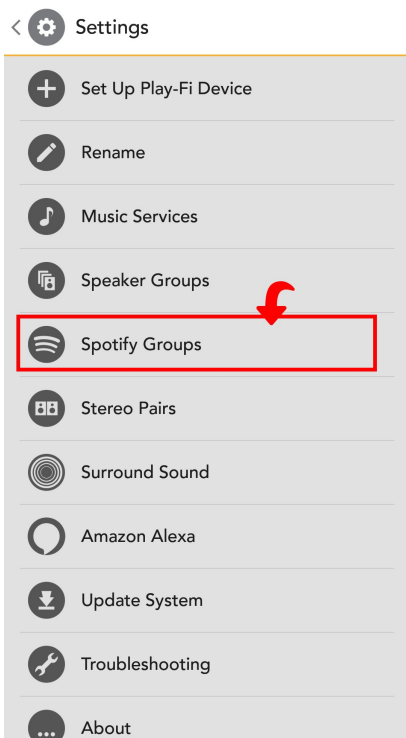 Settings
Set Up Play-Fi Device
Rename
Music Services
Speaker Groups
Spotify Groups
Stereo Pairs
Surround Sound
Amazon Alexa
Update System
Troubleshooting
About